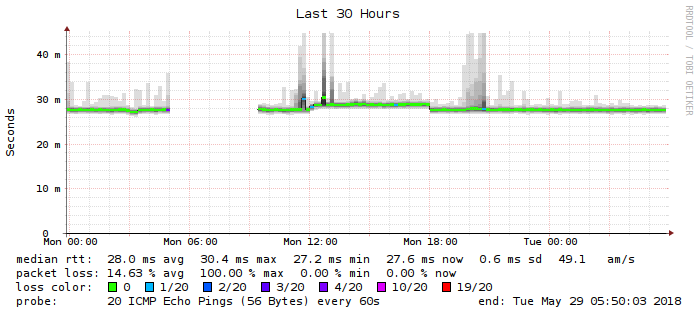 Last 30 Hours
RRDTOOL / TOBI OETIKER
Seconds
40 m
30 m
20 m
10 m
0
Mon 00:00 Mon 06:00 Mon 12:00 Mon 18:00 Tue 00:00
median rtt: 28.0 ms avg 30.4 ms max 27.2 ms min 27.6 ms now 0.6 ms sd 49.1 am/s
packet loss: 14.63 % avg 100.00 % max 0.00 % min 0.00 % now
loss color: 0 1/20 2/20 3/20 4/20 10/20 19/20
probe: 20 ICMP Echo Pings (56 Bytes) every 60s end: Tue May 29 05:50:03 2018